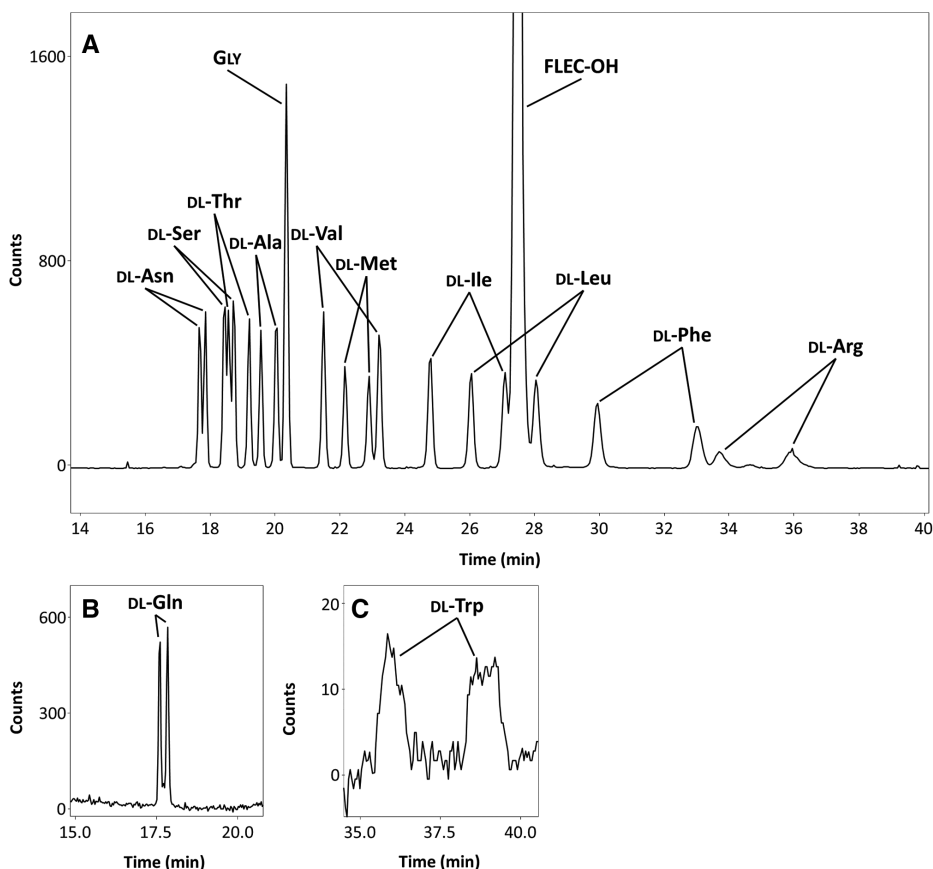 A
1600
GLY
FLEC-OH
DL-Thr
DL-Ser
DL-Ala
DL-Val
DL-Met
DL-Asn
DL-Ile
DL-Leu
DL-Phe
DL-Arg
Counts
800
0
14 16 18 20 22 24 26 28 30 32 34 36 38 40
Time (min)
B
DL-Gln
600
Counts
300
0
15.0 17.5 20.0
Time (min)
C
DL-Trp
20
Counts
10
0
35.0 37.5 40.0
Time (min)